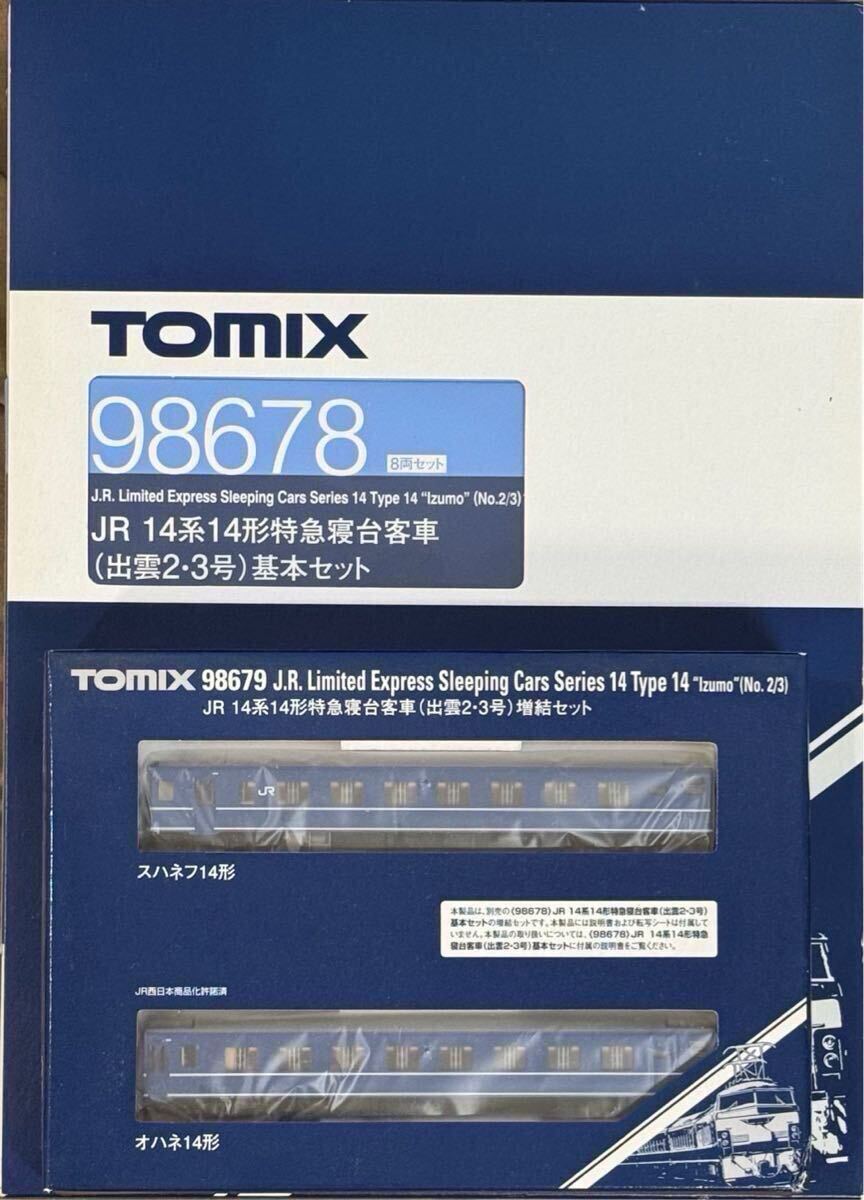 TOMIX
98678 8両セット
J.R. Limited Express Sleeping Cars Series 14 Type 14 “Izumo” (No.2/3)
JR 14系14形特急寝台客車
(出雲2・3号)基本セット
TOMIX 98679 J.R. Limited Express Sleeping Cars Series 14 Type 14 “Izumo”(No. 2/3)
JR 14系14形特急寝台客車(出雲2・3号)増結セット
JR
スハネフ14形
本製品は、別売の〈98678〉JR 14系14形特急寝台客車(出雲2・3号)
基本セットの増結セットです。本製品には説明書および転写シートは付属して
いません。本製品の取り扱いについては、〈98678〉JR 14系14形特急
寝台客車(出雲2・3号)基本セットに付属の説明書をご覧ください。
JR西日本商品化許諾済
オハネ14形